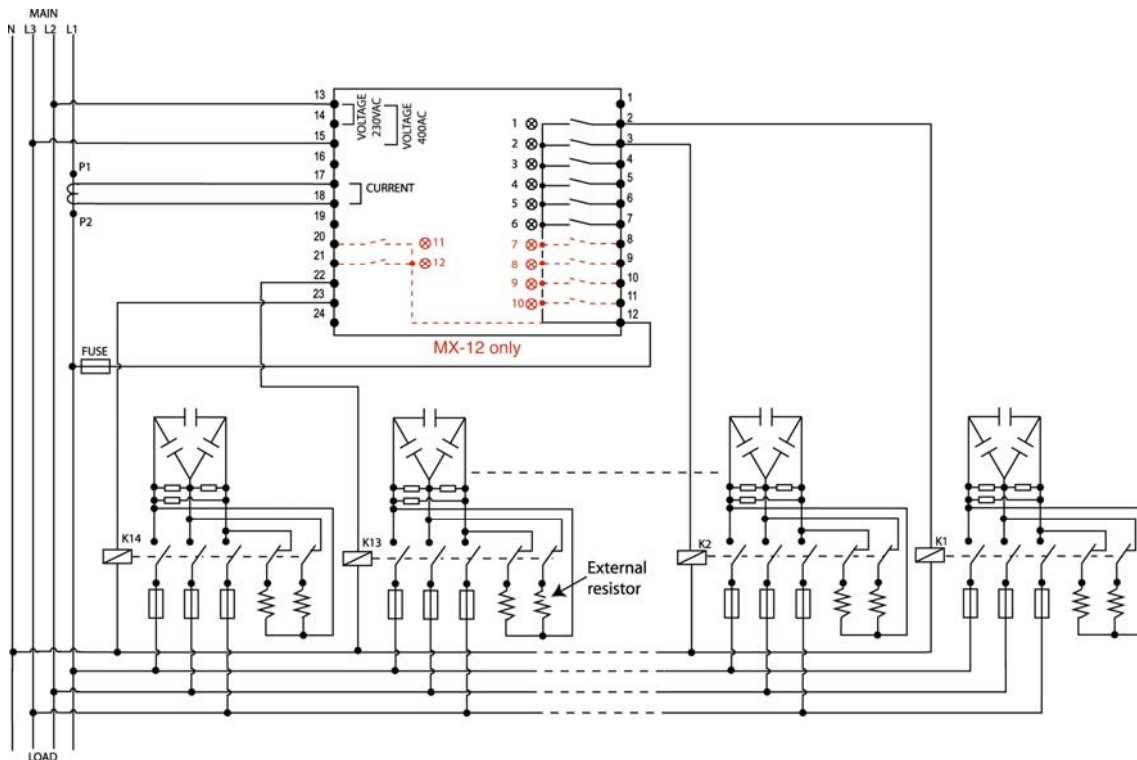 MAIN
N L3 L2 L1
13
14
15
16
17
18
19
20
21
22
23
24
VOLTAGE
230VAC
VOLTAGE
400AC
CURRENT
P1
P2
11
12
1
2
3
4
5
6
7
8
9
10
1
2
3
4
5
6
7
8
9
10
11
12
MX-12 only
FUSE
K14
K13
K2
K1
External
resistor
LOAD